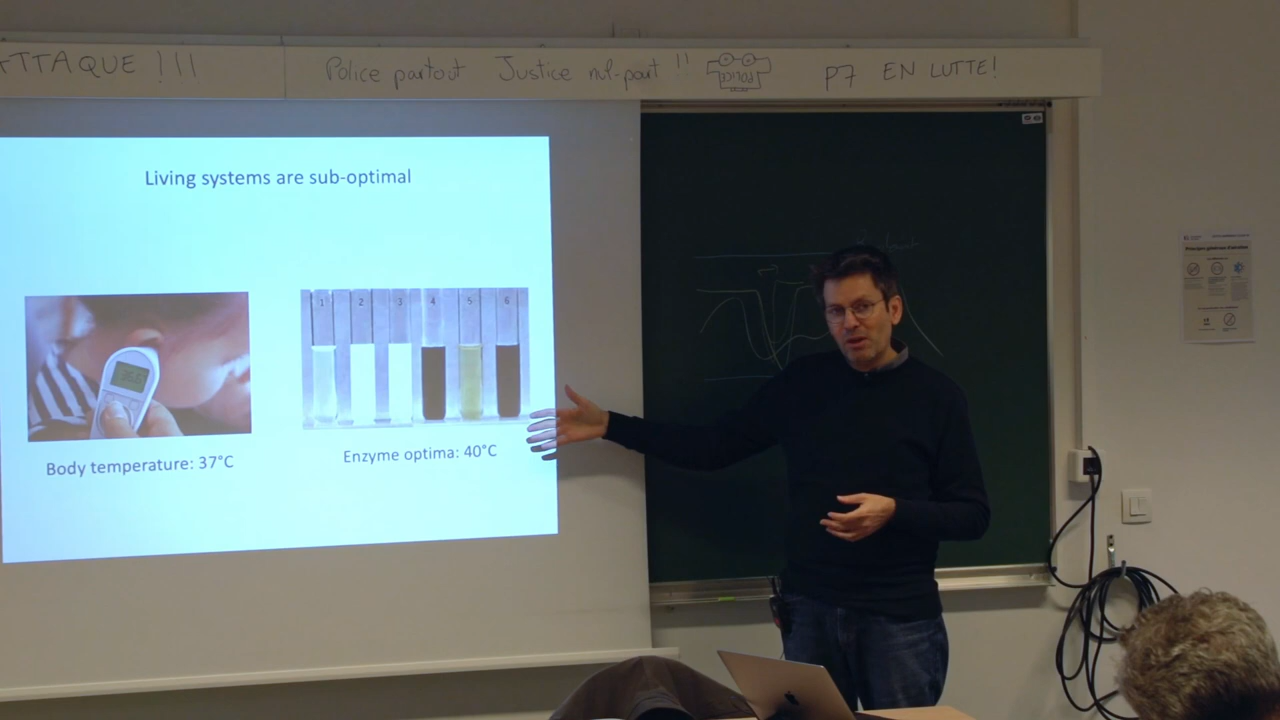 ATTAQUE !!!
Police partout Justice nul-part !! POLICE P7 EN LUTTE!
Living systems are sub-optimal
1 2 3 4 5 6
Body temperature: 37°C
Enzyme optima: 40°C